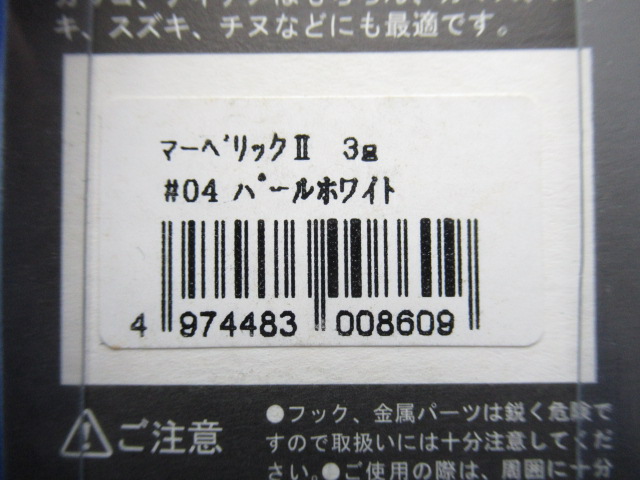 キ、スズキ、チヌなどにも最適です。
マーベリックⅡ 3g
#04 パールホワイト
4 974483 008609
⚠ご注意
●フック、金属パーツは鋭く危険で
すので取扱いには十分注意してくだ
さい。●ご使用の際は、周囲に十分